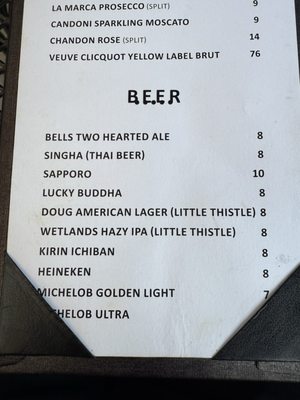 LA MARCA PROSECCO (SPLIT) 9
CANDONI SPARKLING MOSCATO 9
CHANDON ROSE (SPLIT) 14
VEUVE CLICQUOT YELLOW LABEL BRUT 76
BEER
BELLS TWO HEARTED ALE 8
SINGHA (THAI BEER) 8
SAPPORO 10
LUCKY BUDDHA 8
DOUG AMERICAN LAGER (LITTLE THISTLE) 8
WETLANDS HAZY IPA (LITTLE THISTLE) 8
KIRIN ICHIBAN 8
HEINEKEN 8
MICHELOB GOLDEN LIGHT 7
HELOB ULTRA